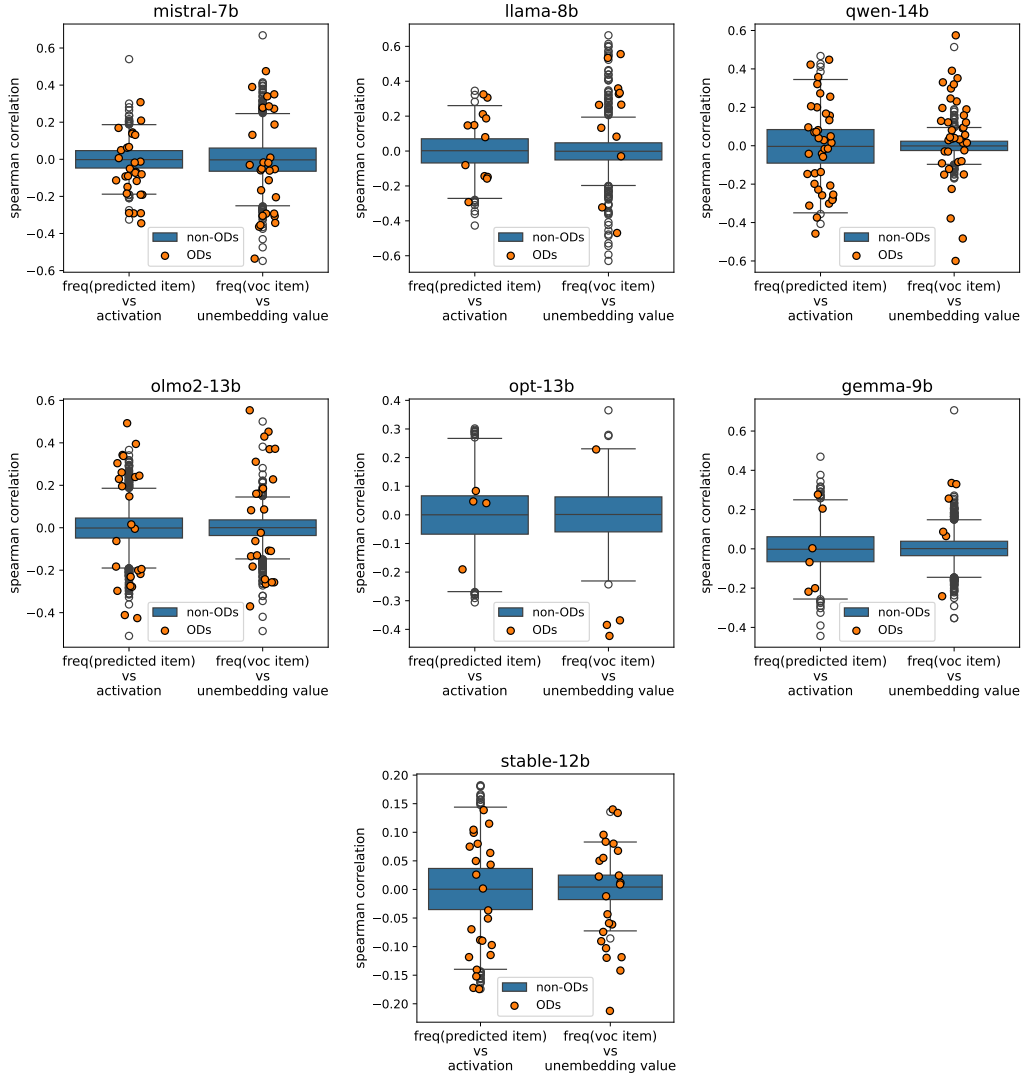 mistral-7b
spearman correlation
0.6
0.4
0.2
0.0
−0.2
−0.4
−0.6
non-ODs
ODs
freq(predicted item)
vs
activation
freq(voc item)
vs
unembedding value
llama-8b
spearman correlation
0.6
0.4
0.2
0.0
−0.2
−0.4
−0.6
non-ODs
ODs
freq(predicted item)
vs
activation
freq(voc item)
vs
unembedding value
qwen-14b
spearman correlation
0.6
0.4
0.2
0.0
−0.2
−0.4
−0.6
non-ODs
ODs
freq(predicted item)
vs
activation
freq(voc item)
vs
unembedding value
olmo2-13b
spearman correlation
0.6
0.4
0.2
0.0
−0.2
−0.4
non-ODs
ODs
freq(predicted item)
vs
activation
freq(voc item)
vs
unembedding value
opt-13b
spearman correlation
0.4
0.3
0.2
0.1
0.0
−0.1
−0.2
−0.3
−0.4
non-ODs
ODs
freq(predicted item)
vs
activation
freq(voc item)
vs
unembedding value
gemma-9b
spearman correlation
0.6
0.4
0.2
0.0
−0.2
−0.4
non-ODs
ODs
freq(predicted item)
vs
activation
freq(voc item)
vs
unembedding value
stable-12b
spearman correlation
0.20
0.15
0.10
0.05
0.00
−0.05
−0.10
−0.15
−0.20
non-ODs
ODs
freq(predicted item)
vs
activation
freq(voc item)
vs
unembedding value